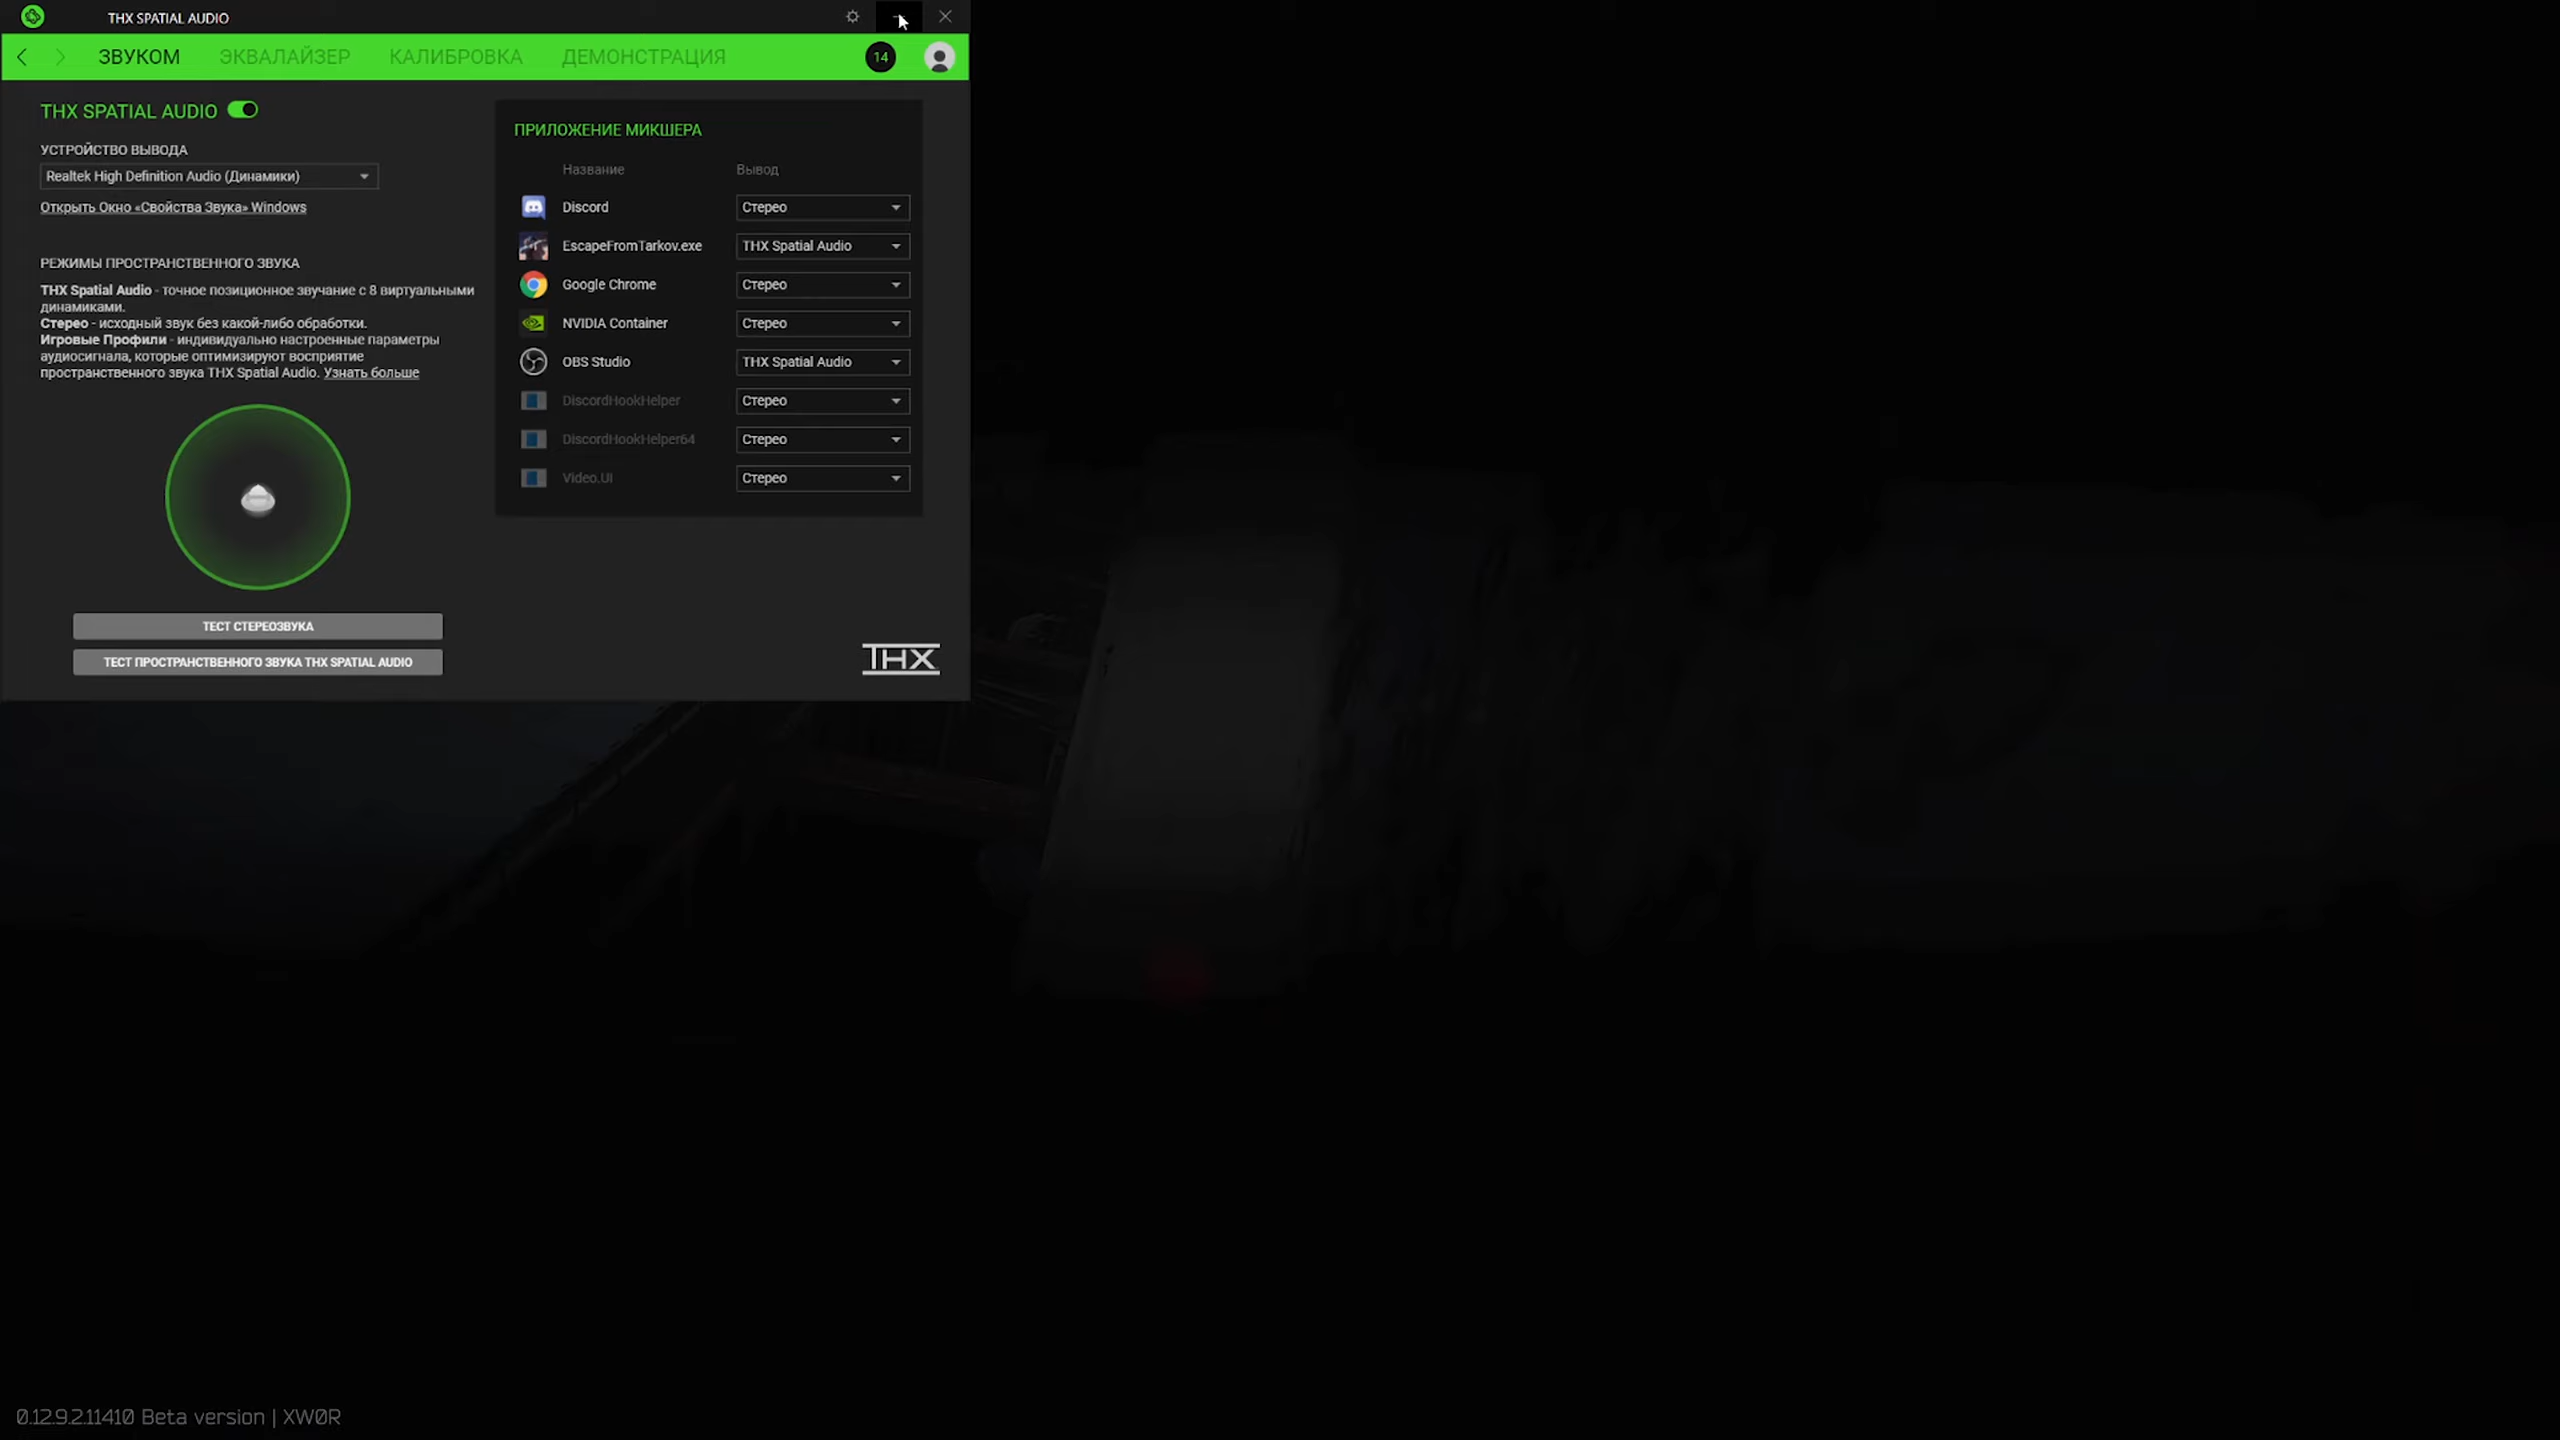 THX SPATIAL AUDIO
ЗВУКОМ ЭКВАЛАЙЗЕР КАЛИБРОВКА ДЕМОНСТРАЦИЯ 14
THX SPATIAL AUDIO
УСТРОЙСТВО ВЫВОДА
Realtek High Definition Audio (Динамики)
Открыть Окно «Свойства Звука» Windows
РЕЖИМЫ ПРОСТРАНСТВЕННОГО ЗВУКА
THX Spatial Audio - точное позиционное звучание с 8 виртуальными
динамиками.
Стерео - исходный звук без какой-либо обработки.
Игровые Профили - индивидуально настроенные параметры
аудиосигнала, которые оптимизируют восприятие
пространственного звука THX Spatial Audio. Узнать больше
ТЕСТ СТЕРЕОЗВУКА
ТЕСТ ПРОСТРАНСТВЕННОГО ЗВУКА THX SPATIAL AUDIO
ПРИЛОЖЕНИЕ МИКШЕРА
Название Вывод
Discord Стерео
EscapeFromTarkov.exe THX Spatial Audio
Google Chrome Стерео
NVIDIA Container Стерео
OBS Studio THX Spatial Audio
DiscordHookHelper Стерео
DiscordHookHelper64 Стерео
Video.UI Стерео
THX
0.12.9.2.11410 Beta version | XW0R